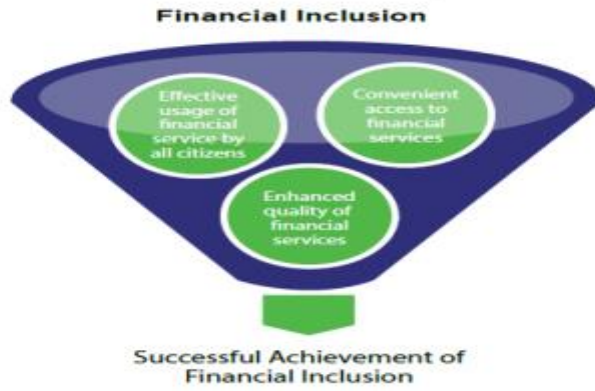 Financial Inclusion
Effective
usage of
financial
service by
all citizens
Convenient
access to
financial
services
Enhanced
quality of
financial
services
Successful Achievement of
Financial Inclusion